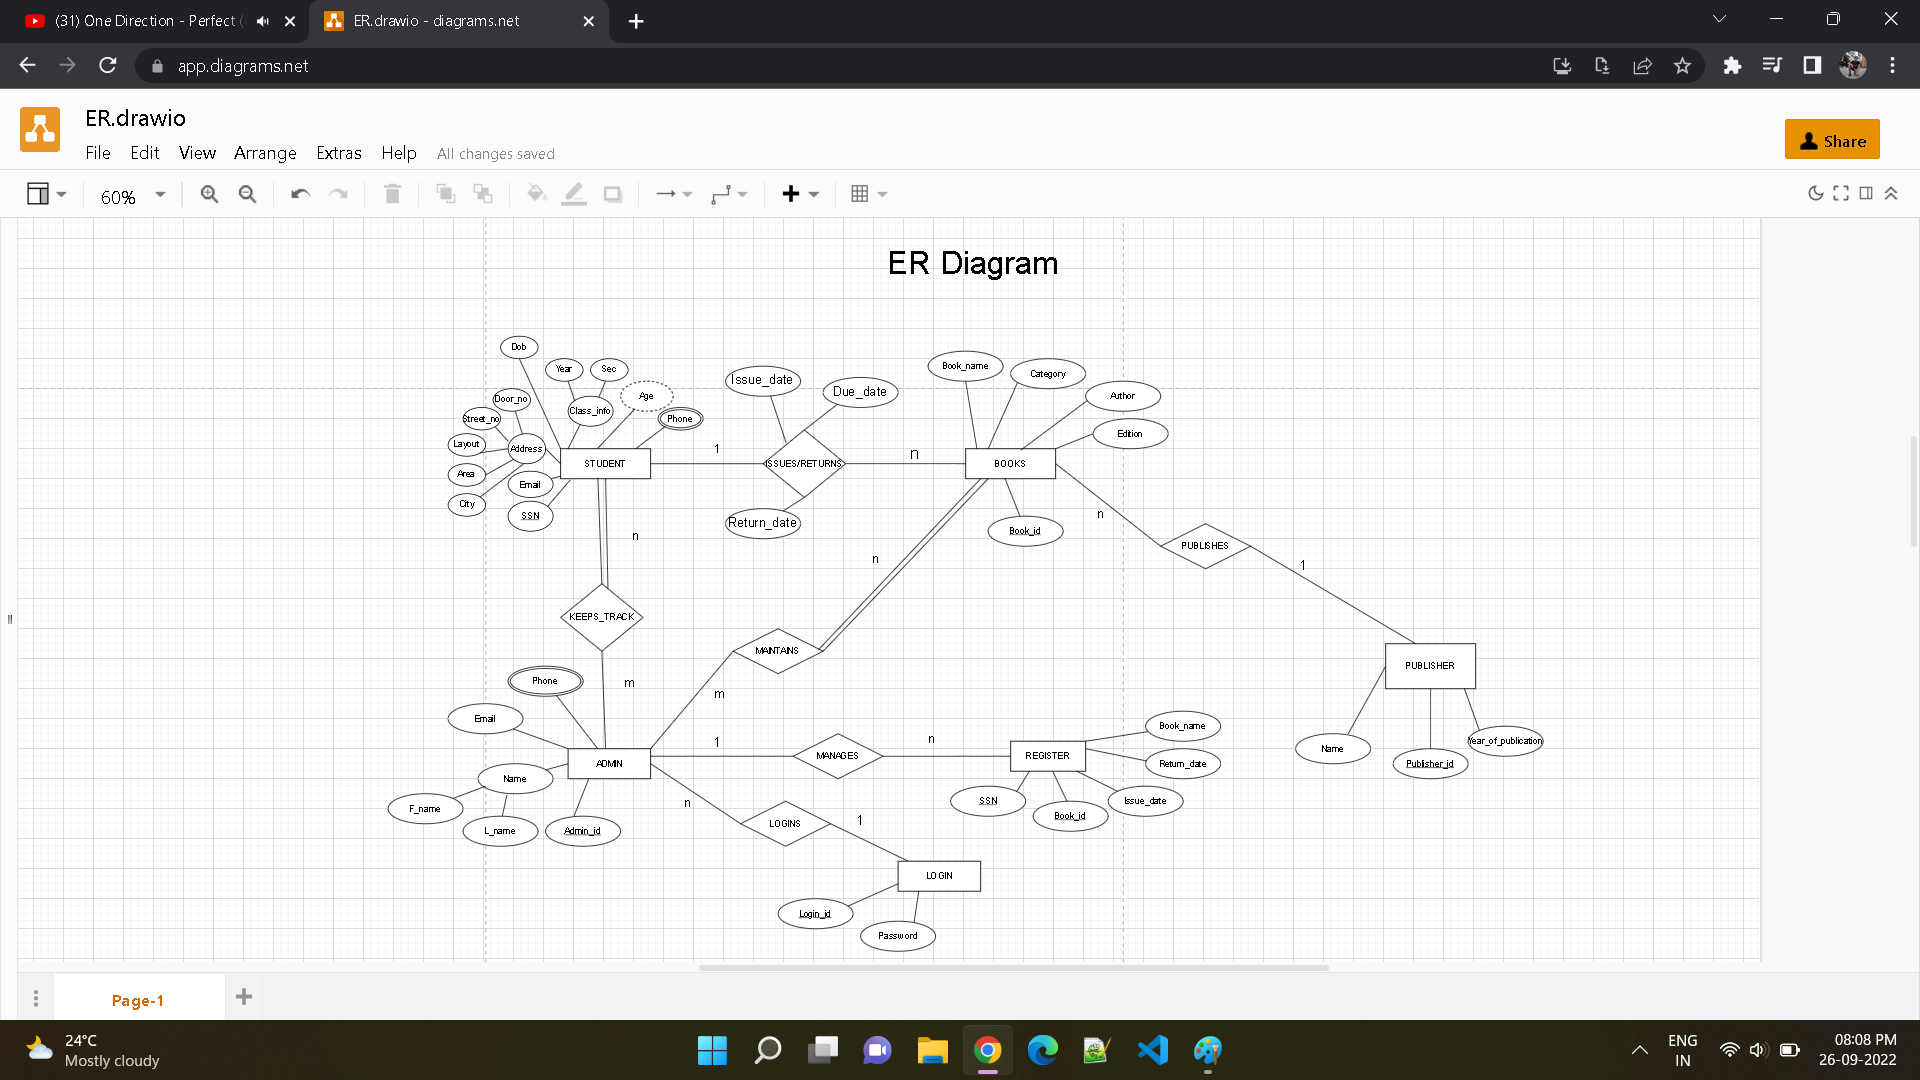 (31) One Direction - Perfect (
ER.drawio - diagrams.net
app.diagrams.net
ER.drawio
File Edit View Arrange Extras Help All changes saved
Share
60%
ER Diagram
Dob
Year
Sec
Age
Phone
Class_info
Door_no
Street_no
Layout
Address
Area
Email
City
SSN
STUDENT
1
Issue_date
Due_date
ISSUES/RETURNS
Return_date
n
Book_name
Category
Author
Edition
BOOKS
Book_id
n
PUBLISHES
1
n
KEEPS_TRACK
n
MAINTAINS
m
m
PUBLISHER
Name
Publisher_id
Year_of_publication
Phone
Email
Name
F_name
L_name
Admin_id
ADMIN
1
MANAGES
n
REGISTER
Book_name
Return_date
Issue_date
SSN
Book_id
n
LOGINS
1
LOGIN
Login_id
Password
Page-1
24°C
Mostly cloudy
ENG
IN
08:08 PM
26-09-2022